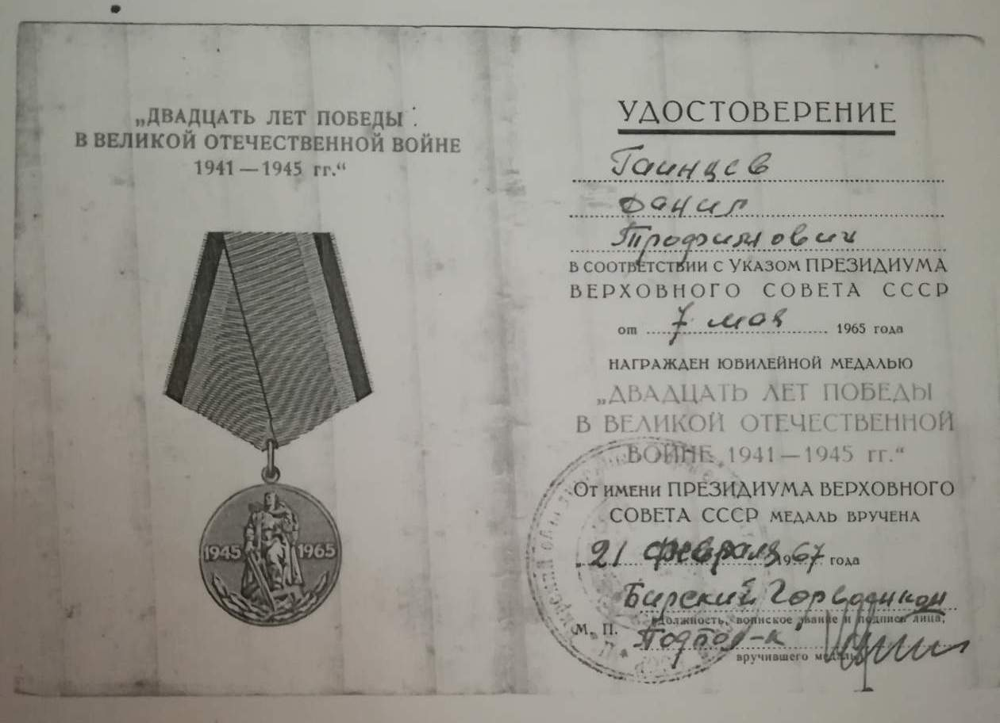 „ДВАДЦАТЬ ЛЕТ ПОБЕДЫ
В ВЕЛИКОЙ ОТЕЧЕСТВЕННОЙ ВОЙНЕ
1941 — 1945 гг.“
1945 1965
УДОСТОВЕРЕНИЕ
Гаинцев
Данил
Трофимович
В СООТВЕТСТВИИ С УКАЗОМ ПРЕЗИДИУМА
ВЕРХОВНОГО СОВЕТА СССР
от 7 мая 1965 года
НАГРАЖДЕН ЮБИЛЕЙНОЙ МЕДАЛЬЮ
„ДВАДЦАТЬ ЛЕТ ПОБЕДЫ
В ВЕЛИКОЙ ОТЕЧЕСТВЕННОЙ
ВОЙНЕ 1941 — 1945 гг.“
ОТ ИМЕНИ ПРЕЗИДИУМА ВЕРХОВНОГО
СОВЕТА СССР МЕДАЛЬ ВРУЧЕНА
21 февраля 1967 года
Бирский Горвоенком
должность, воинское звание и подпись лица,
М. П. Подпол-к
вручившего медаль